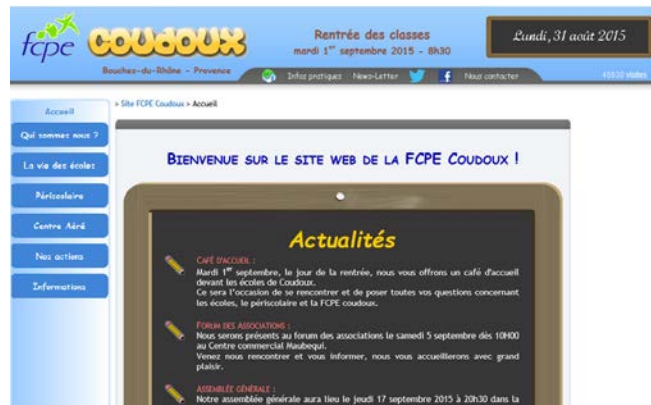 fcpe COUDOUX
Bouches-du-Rhône - Provence
Rentrée des classes
mardi 1er septembre 2015 - 8h30
Lundi, 31 août 2015
Infos pratiques News-Letter Nous contacter
visites
> Site FCPE Coudoux > Accueil
Accueil
Qui sommes nous ?
La vie des écoles
Périscolaire
Centre Aéré
Nos actions
Informations
BIENVENUE SUR LE SITE WEB DE LA FCPE COUDOUX !
Actualités
CAFÉ D'ACCUEIL :
Mardi 1er septembre, le jour de la rentrée, nous vous offrons un café d'accueil
devant les écoles de Coudoux.
Ce sera l'occasion de se rencontrer et de poser toutes vos questions concernant
les écoles, le périscolaire et la FCPE coudoux.
FORUM DES ASSOCIATIONS :
Nous serons présents au forum des associations le samedi 5 septembre dès 10H00
au Centre commercial Maubequi.
Venez nous rencontrer et vous informer, nous vous accueillerons avec grand
plaisir.
ASSEMBLÉE GÉNÉRALE :
Notre assemblée générale aura lieu le jeudi 17 septembre 2015 à 20h30 dans la